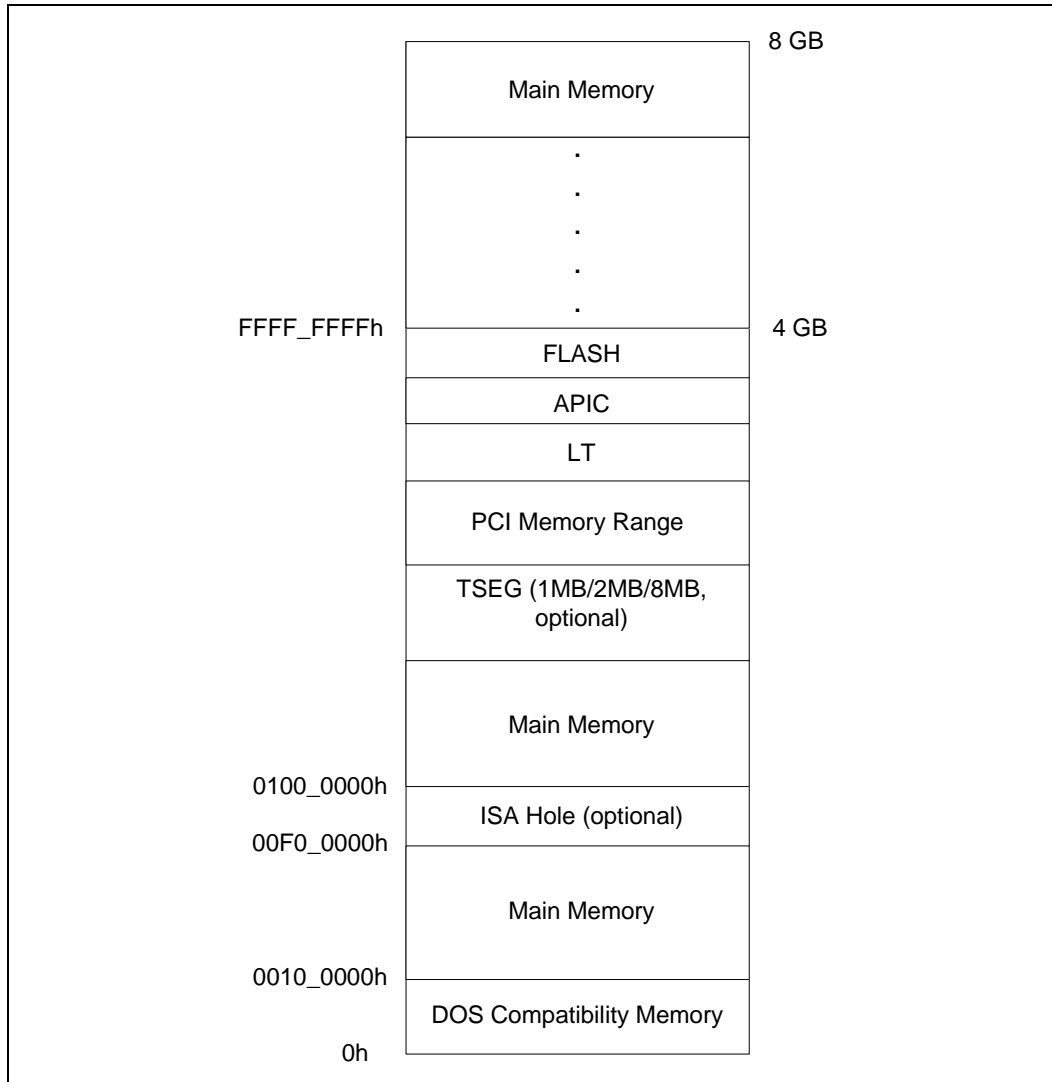 8 GB
Main Memory
.
.
.
.
.
FFFF_FFFFh
4 GB
FLASH
APIC
LT
PCI Memory Range
TSEG (1MB/2MB/8MB,
optional)
Main Memory
0100_0000h
ISA Hole (optional)
00F0_0000h
Main Memory
0010_0000h
DOS Compatibility Memory
0h